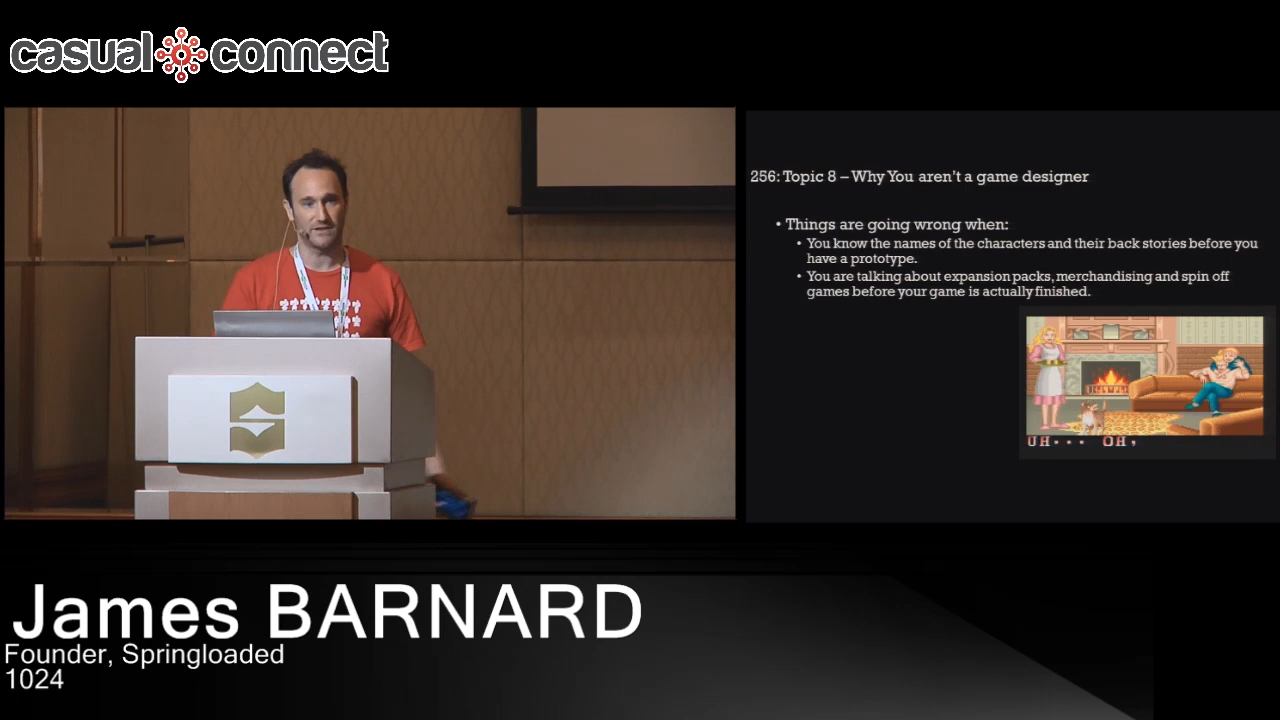 casual connect
256: Topic 8 – Why You aren't a game designer
• Things are going wrong when:
• You know the names of the characters and their back stories before you
have a prototype.
• You are talking about expansion packs, merchandising and spin off
games before your game is actually finished.
UH... OH,
James BARNARD
Founder, Springloaded
1024